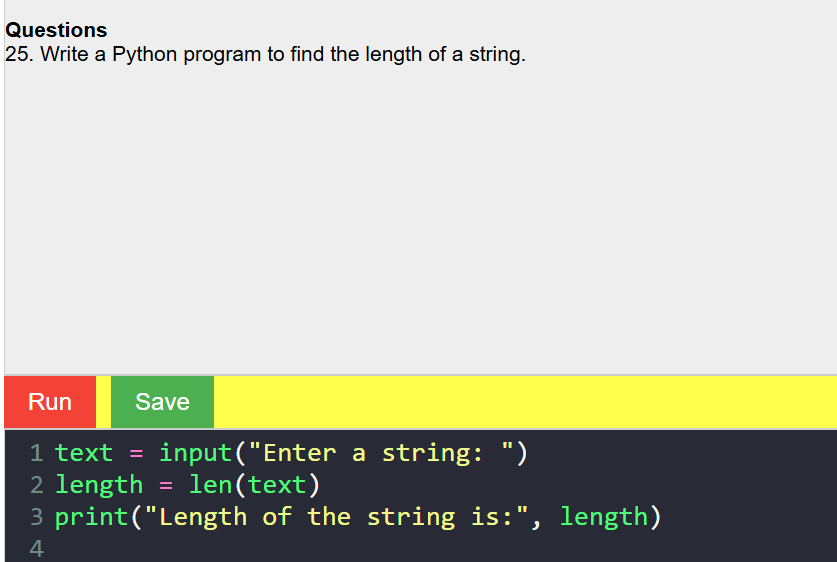 Questions
25. Write a Python program to find the length of a string.
Run Save
1 text = input("Enter a string: ")
2 length = len(text)
3 print("Length of the string is:", length)
4